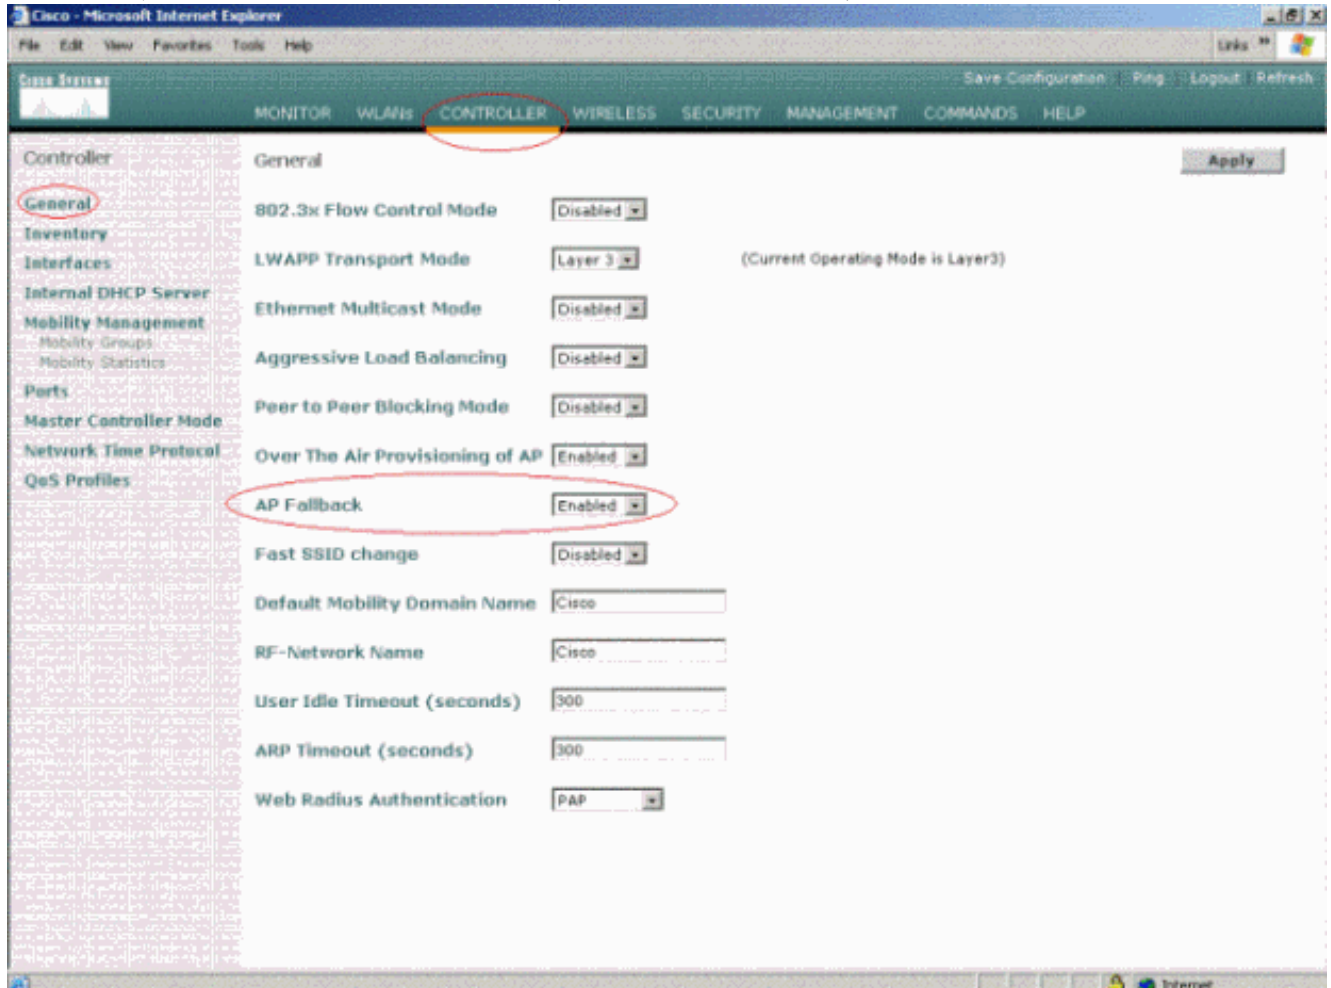 Cisco - Microsoft Internet Explorer
File Edit View Favorites Tools Help Links »
CISCO SYSTEMS
Save Configuration Ping Logout Refresh
MONITOR WLANs CONTROLLER WIRELESS SECURITY MANAGEMENT COMMANDS HELP
Controller
General
Inventory
Interfaces
Internal DHCP Server
Mobility Management
Mobility Groups
Mobility Statistics
Ports
Master Controller Mode
Network Time Protocol
QoS Profiles
General Apply
802.3x Flow Control Mode Disabled
LWAPP Transport Mode Layer 3 (Current Operating Mode is Layer3)
Ethernet Multicast Mode Disabled
Aggressive Load Balancing Disabled
Peer to Peer Blocking Mode Disabled
Over The Air Provisioning of AP Enabled
AP Fallback Enabled
Fast SSID change Disabled
Default Mobility Domain Name Cisco
RF-Network Name Cisco
User Idle Timeout (seconds) 300
ARP Timeout (seconds) 300
Web Radius Authentication PAP
Internet